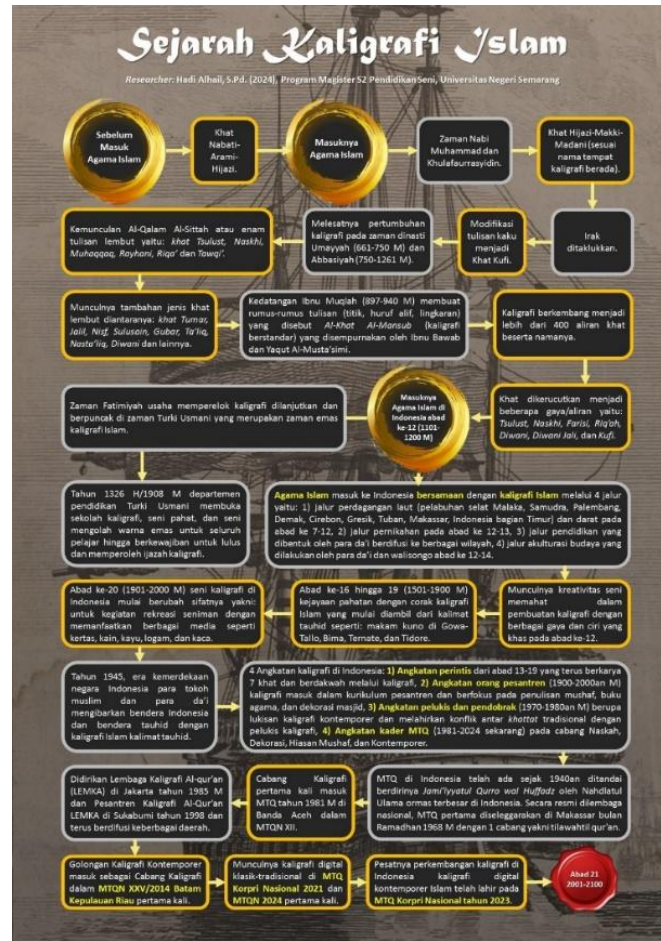 Sejarah Kaligrafi Islam
Researcher: Hadi Alhail, S.Pd. (2024), Program Magister S2 Pendidikan Seni, Universitas Negeri Semarang
Sebelum
Masuk
Agama Islam
Khat
Nabati-
Arami-
Hijazi.
Masuknya
Agama Islam
Zaman Nabi
Muhammad dan
Khulafaurrasyidin.
Khat Hijazi-Makki-
Madani (sesuai
nama tempat
kaligrafi berada).
Irak
ditaklukkan.
Modifikasi
tulisan kaku
menjadi
Khat Kufi.
Melesatnya pertumbuhan
kaligrafi pada zaman dinasti
Umayyah (661-750 M) dan
Abbasiyah (750-1261 M).
Kemunculan Al-Qalam Al-Sittah atau enam
tulisan lembut yaitu: khat Tsulust, Naskhi,
Muhaqqaq, Rayhani, Riqa' dan Tawqi'.
Munculnya tambahan jenis khat
lembut diantaranya: khat Tumar,
Jalil, Nisf, Sulusain, Gubar, Ta'liq,
Nasta'liq, Diwani dan lainnya.
Kedatangan Ibnu Muqlah (897-940 M) membuat
rumus-rumus tulisan (titik, huruf alif, lingkaran)
yang disebut Al-Khat Al-Mansub (kaligrafi
berstandar) yang disempurnakan oleh Ibnu Bawab
dan Yaqut Al-Musta'simi.
Kaligrafi berkembang menjadi
lebih dari 400 aliran khat
beserta namanya.
Khat dikerucutkan menjadi
beberapa gaya/aliran yaitu:
Tsulust, Naskhi, Farisi, Riq'ah,
Diwani, Diwani Jali, dan Kufi.
Masuknya
Agama Islam di
Indonesia abad
ke-12 (1101-
1200 M)
Zaman Fatimiyah usaha memperelok kaligrafi dilanjutkan dan
berpuncak di zaman Turki Usmani yang merupakan zaman emas
kaligrafi Islam.
Tahun 1326 H/1908 M departemen
pendidikan Turki Usmani membuka
sekolah kaligrafi, seni pahat, dan seni
mengolah warna emas untuk seluruh
pelajar hingga berkewajiban untuk lulus
dan memperoleh ijazah kaligrafi.
Agama Islam masuk ke Indonesia bersamaan dengan kaligrafi Islam melalui 4 jalur
yaitu: 1) jalur perdagangan laut (pelabuhan selat Malaka, Samudra, Palembang,
Demak, Cirebon, Gresik, Tuban, Makassar, Indonesia bagian Timur) dan darat pada
abad ke 7-12, 2) jalur pernikahan pada abad ke 12-13, 3) jalur pendidikan yang
dibentuk oleh para da'i berdifusi ke berbagai wilayah, 4) jalur akulturasi budaya yang
dilakukan oleh para da'i dan walisongo abad ke 12-14.
Munculnya kreativitas seni
memahat dalam
pembuatan kaligrafi dengan
berbagai gaya dan ciri yang
khas pada abad ke-12.
Abad ke-16 hingga 19 (1501-1900 M)
kejayaan pahatan dengan corak kaligrafi
Islam yang mulai diambil dari kalimat
tauhid seperti: makam kuno di Gowa-
Tallo, Bima, Ternate, dan Tidore.
Abad ke-20 (1901-2000 M) seni kaligrafi di
Indonesia mulai berubah sifatnya yakni:
untuk kegiatan rekreasi seniman dengan
memanfaatkan berbagai media seperti
kertas, kain, kayu, logam, dan kaca.
Tahun 1945, era kemerdekaan
negara Indonesia para tokoh
muslim dan para da'i
mengibarkan bendera Indonesia
dan bendera tauhid dengan
kaligrafi Islam kalimat tauhid.
4 Angkatan kaligrafi di Indonesia: 1) Angkatan perintis dari abad 13-19 yang terus berkarya
7 khat dan berdakwah melalui kaligrafi, 2) Angkatan orang pesantren (1900-2000an M)
kaligrafi masuk dalam kurikulum pesantren dan berfokus pada penulisan mushaf, buku
agama, dan dekorasi masjid, 3) Angkatan pelukis dan pendobrak (1970-1980an M) berupa
lukisan kaligrafi kontemporer dan melahirkan konflik antar khattat tradisional dengan
pelukis kaligrafi, 4) Angkatan kader MTQ (1981-2024 sekarang) pada cabang Naskah,
Dekorasi, Hiasan Mushaf, dan Kontemporer.
MTQ di Indonesia telah ada sejak 1940an ditandai
berdirinya Jami'iyyatul Qurro wal Huffadz oleh Nahdlatul
Ulama ormas terbesar di Indonesia. Secara resmi dilembaga
nasional, MTQ pertama diselenggarakan di Makassar bulan
Ramadhan 1968 M dengan 1 cabang yakni tilawahtil qur'an.
Cabang Kaligrafi
pertama kali masuk
MTQ tahun 1981 M di
Banda Aceh dalam
MTQN XII.
Didirikan Lembaga Kaligrafi Al-qur'an
(LEMKA) di Jakarta tahun 1985 M
dan Pesantren Kaligrafi Al-Qur'an
LEMKA di Sukabumi tahun 1998 dan
terus berdifusi keberbagai daerah.
Golongan Kaligrafi Kontemporer
masuk sebagai Cabang Kaligrafi
dalam MTQN XXV/2014 Batam
Kepulauan Riau pertama kali.
Munculnya kaligrafi digital
klasik-tradisional di MTQ
Korpri Nasional 2021 dan
MTQN 2024 pertama kali.
Pesatnya perkembangan kaligrafi di
Indonesia kaligrafi digital
kontemporer Islam telah lahir pada
MTQ Korpri Nasional tahun 2023.
Abad 21
2001-2100